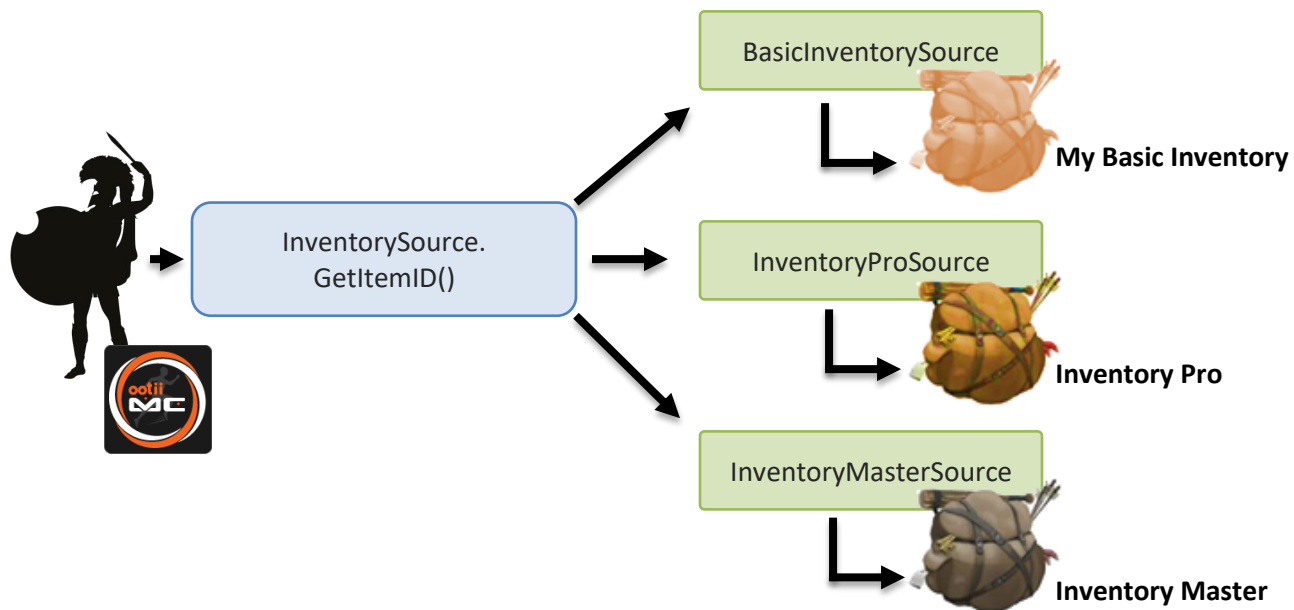 BasicInventorySource
My Basic Inventory
InventorySource.
GetItemID()
InventoryProSource
Inventory Pro
ootii
MC
InventoryMasterSource
Inventory Master